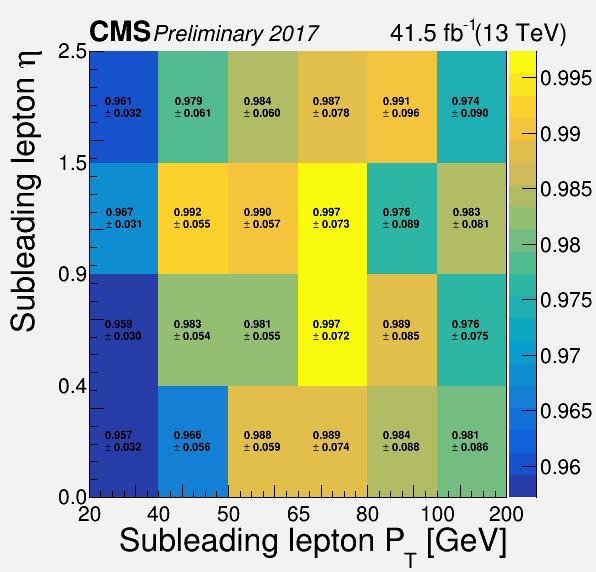 CMS Preliminary 2017 41.5 fb⁻¹(13 TeV)
2.5
1.5
0.9
0.4
0.0
Subleading lepton η
0.961 0.979 0.984 0.987 0.991 0.974
± 0.032 ± 0.061 ± 0.060 ± 0.078 ± 0.096 ± 0.090
0.967 0.992 0.990 0.997 0.976 0.983
± 0.031 ± 0.055 ± 0.057 ± 0.073 ± 0.089 ± 0.081
0.959 0.983 0.981 0.997 0.989 0.976
± 0.030 ± 0.054 ± 0.055 ± 0.072 ± 0.085 ± 0.075
0.957 0.966 0.988 0.989 0.984 0.981
± 0.032 ± 0.056 ± 0.059 ± 0.074 ± 0.088 ± 0.086
20 40 50 65 80 100 200
Subleading lepton P_T [GeV]
0.995
0.99
0.985
0.98
0.975
0.97
0.965
0.96